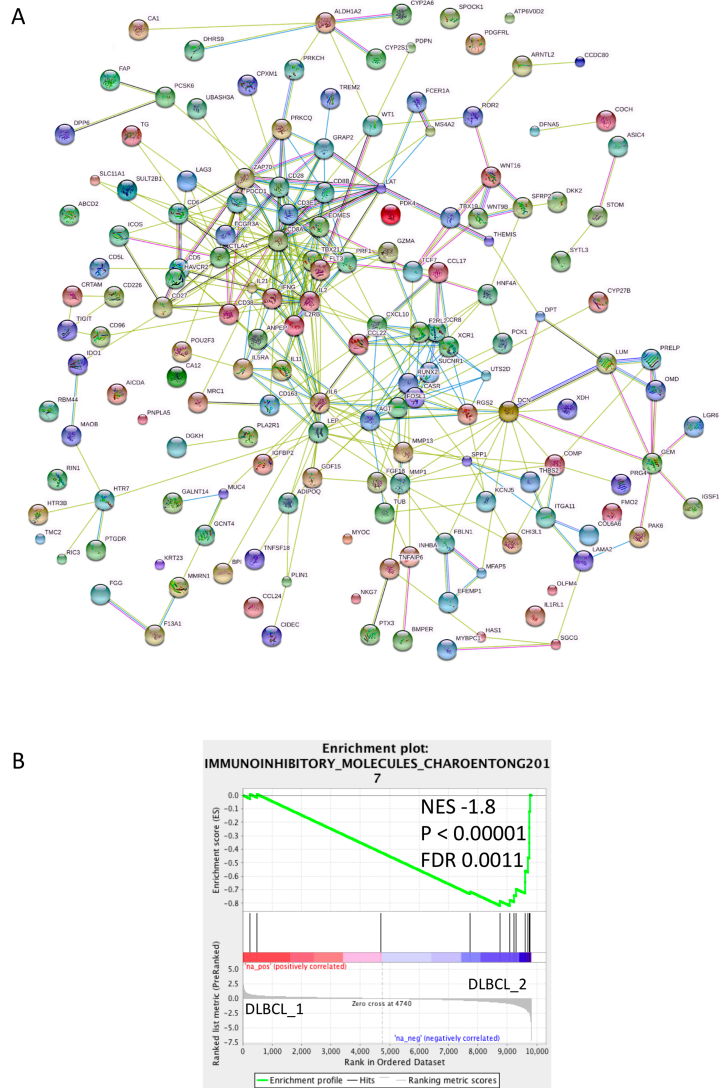 A
CA1
ALDH1A2
CYP2A6
SPOCK1
ATP6V0D2
DHRS9
CYP2S1
PDPN
PDGFRL
ARNTL2
CCDC80
FAP
PCSK6
CPXM1
PRKCH
TREM2
FCER1A
ROR2
UBASH3A
WT1
MS4A2
DFNA5
COCH
DPP6
PRKCQ
GRAP2
ASIC4
TG
ZAP70
LAT
WNT16
SLC11A1
SULT2B1
LAG3
CD28
CD8B
PDCD1
CD3E
PDK4
TBX19
WNT9B
SFRP2
DKK2
STOM
ABCD2
CD6
EOMES
FCGR3A
CD8A
THEMIS
ICOS
CTLA4
TBX21
PRF1
GZMA
TCF7
SYTL3
CD5L
CD5
HAVCR2
FLT3
CCL17
CRTAM
CD226
CD27
IL21
IFNG
IL2
HNF4A
CYP27B
TIGIT
CD96
CD38
IL2RB
CXCL10
F2RL1
CCR8
DPT
POU2F3
ANPEP
CCL22
XCR1
PCK1
LUM
PRELP
IDO1
CA12
IL5RA
IL11
SUCNR1
RUNX2
UTS2D
OMD
RBM44
AICDA
MRC1
CD163
IL6
CASR
FOSL1
RGS2
DCN
XDH
LGR6
MAOB
PNPLA5
LEP
AGT
DGKH
PLA2R1
MMP13
SPP1
COMP
GEM
RIN1
HTR7
MUC4
IGFBP2
GDF15
FGF18
MMP1
THBS2
PRG4
HTR3B
GALNT14
ADIPOQ
TUB
KCNJ5
ITGA11
FMO2
IGSF1
TMC2
PTGDR
GCNT4
TNFSF18
MYOC
FBLN1
CHI3L1
COL6A6
PAK6
RIC3
KRT23
BPI
INHBA
LAMA2
MMRN1
PLIN1
TNFAIP6
MFAP5
FGG
CCL24
NKG7
EFEMP1
OLFM4
IL1RL1
F13A1
CIDEC
PTX3
BMPER
HAS1
MYBPC1
SGCG
B
Enrichment plot:
IMMUNOINHIBITORY_MOLECULES_CHAROENTONG201
7
NES -1.8
P < 0.00001
FDR 0.0011
Enrichment score (ES)
0.0
-0.1
-0.2
-0.3
-0.4
-0.5
-0.6
-0.7
-0.8
Ranked list metric (PreRanked)
5.0
2.5
0.0
-2.5
-5.0
-7.5
'na_pos' (positively correlated)
DLBCL_1
DLBCL_2
Zero cross at 4740
'na_neg' (negatively correlated)
0 1,000 2,000 3,000 4,000 5,000 6,000 7,000 8,000 9,000 10,000
Rank in Ordered Dataset
Enrichment profile Hits Ranking metric scores